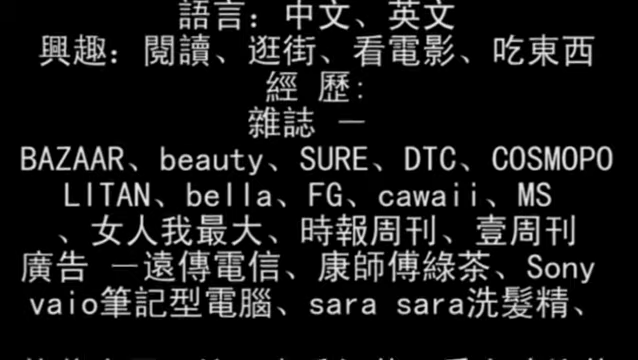 語言: 中文、英文
興趣: 閱讀、逛街、看電影、吃東西
經 歷:
雜誌 －
BAZAAR、beauty、SURE、DTC、COSMOPO
LITAN、bella、FG、cawaii、MS
、女人我最大、時報周刊、壹周刊
廣告 －遠傳電信、康師傅綠茶、Sony
vaio筆記型電腦、sara sara洗髮精、